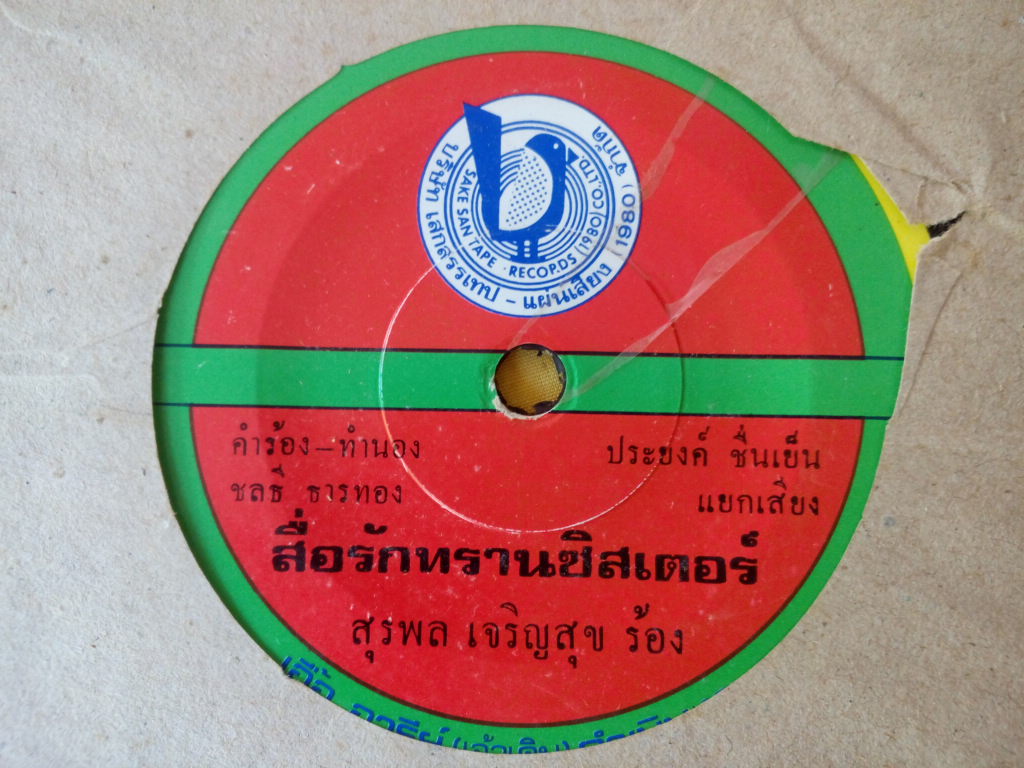 บริษัท เสกสรรเทป - แผ่นเสียง (1980) จำกัด
SAKE SAN TAPE · RECOPDS (1980) CO., LTD.
คำร้อง-ทำนอง
ชลธี ธารทอง
ประยงค์ ชื่นเย็น
แยกเสียง
สื่อรักทรานซิสเตอร์
สุรพล เจริญสุข ร้อง